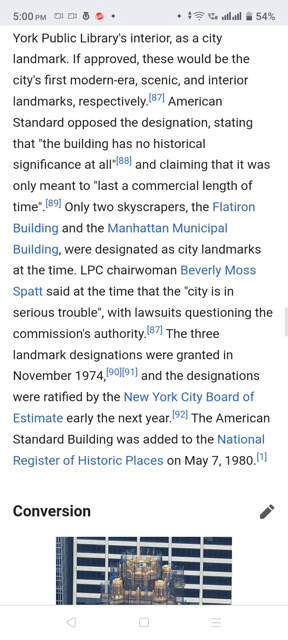 5:00 PM
54%
York Public Library's interior, as a city
landmark. If approved, these would be the
city's first modern-era, scenic, and interior
landmarks, respectively.[87] American
Standard opposed the designation, stating
that "the building has no historical
significance at all"[88] and claiming that it was
only meant to "last a commercial length of
time".[89] Only two skyscrapers, the Flatiron
Building and the Manhattan Municipal
Building, were designated as city landmarks
at the time. LPC chairwoman Beverly Moss
Spatt said at the time that the "city is in
serious trouble", with lawsuits questioning the
commission's authority.[87] The three
landmark designations were granted in
November 1974,[90][91] and the designations
were ratified by the New York City Board of
Estimate early the next year.[92] The American
Standard Building was added to the National
Register of Historic Places on May 7, 1980.[1]
Conversion